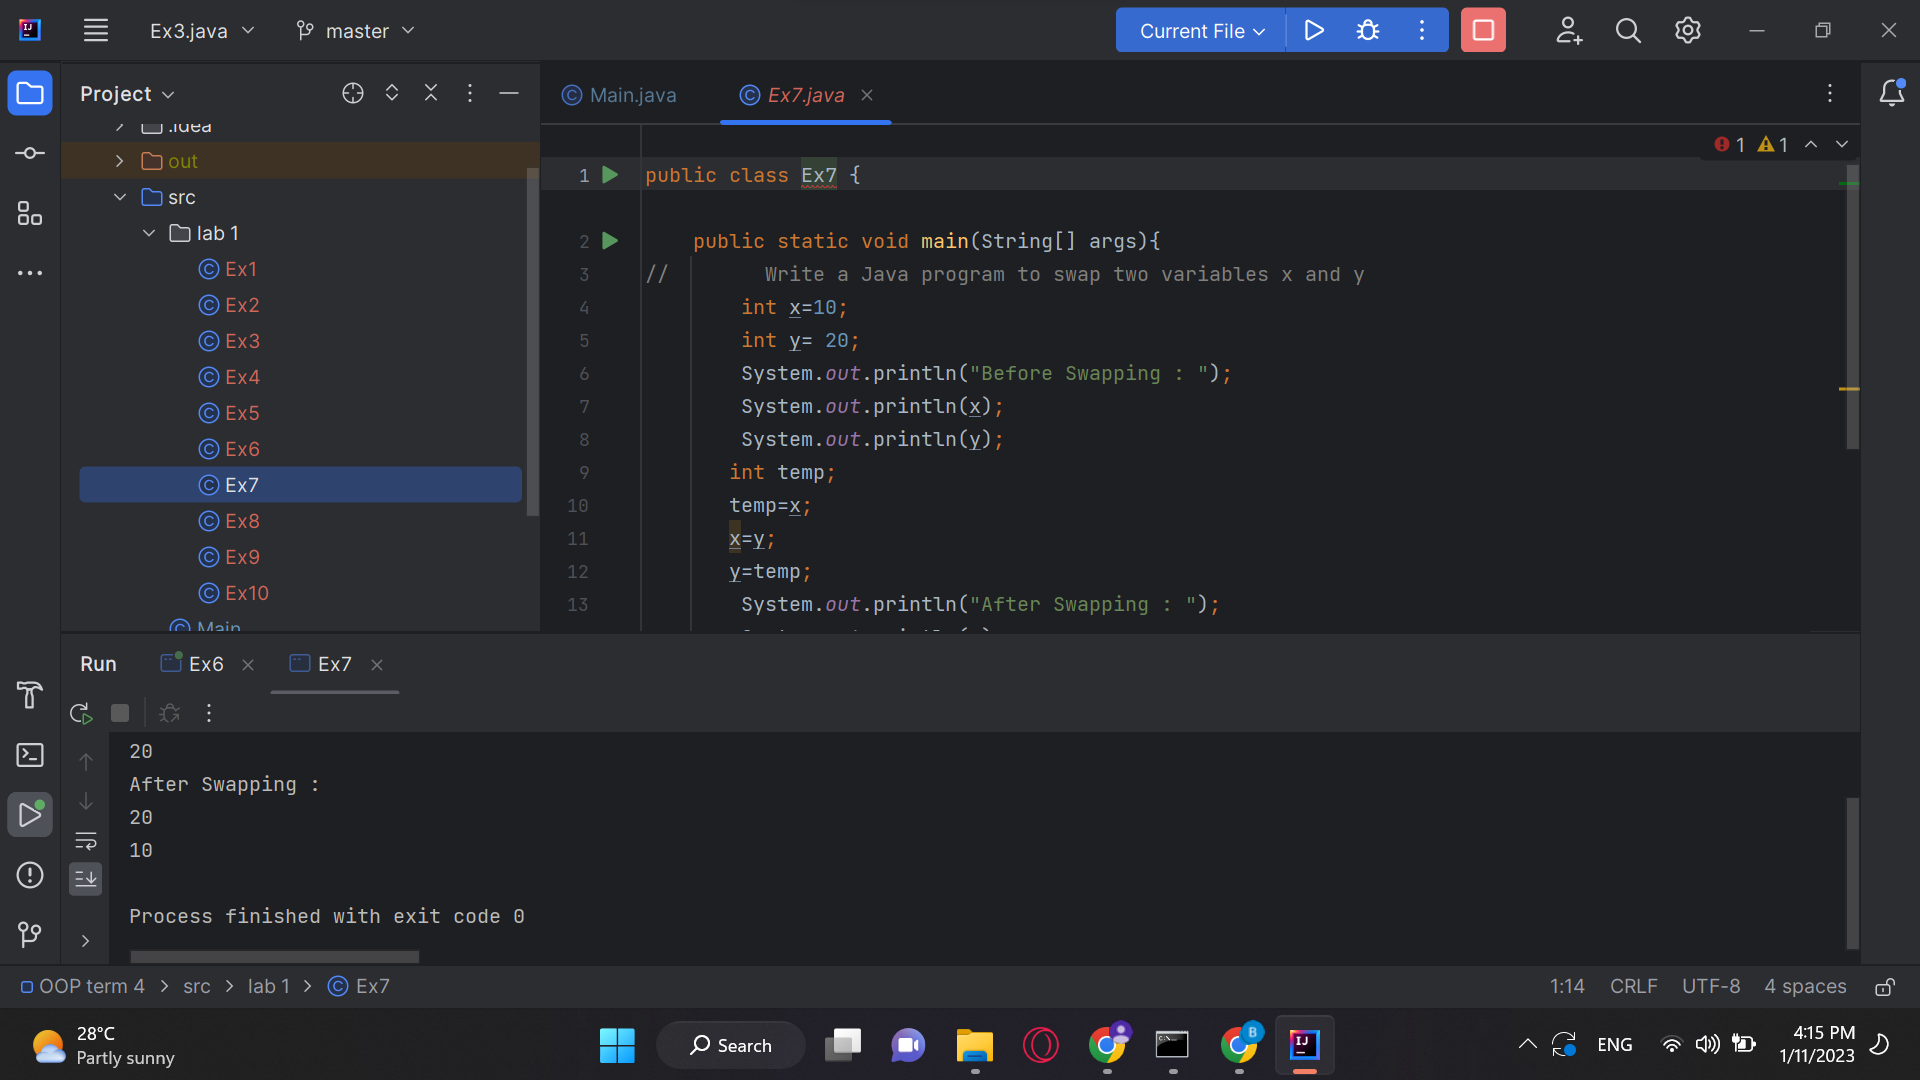 Ex3.java
master
Current File
Project
Main.java
Ex7.java
.idea
out
src
lab 1
Ex1
Ex2
Ex3
Ex4
Ex5
Ex6
Ex7
Ex8
Ex9
Ex10
Main
1 1
1 public class Ex7 {
2 public static void main(String[] args){
3 // Write a Java program to swap two variables x and y
4 int x=10;
5 int y= 20;
6 System.out.println("Before Swapping : ");
7 System.out.println(x);
8 System.out.println(y);
9 int temp;
10 temp=x;
11 x=y;
12 y=temp;
13 System.out.println("After Swapping : ");
Run Ex6 Ex7
20
After Swapping :
20
10
Process finished with exit code 0
OOP term 4 > src > lab 1 > Ex7
1:14 CRLF UTF-8 4 spaces
28°C
Partly sunny
Search
ENG
4:15 PM
1/11/2023